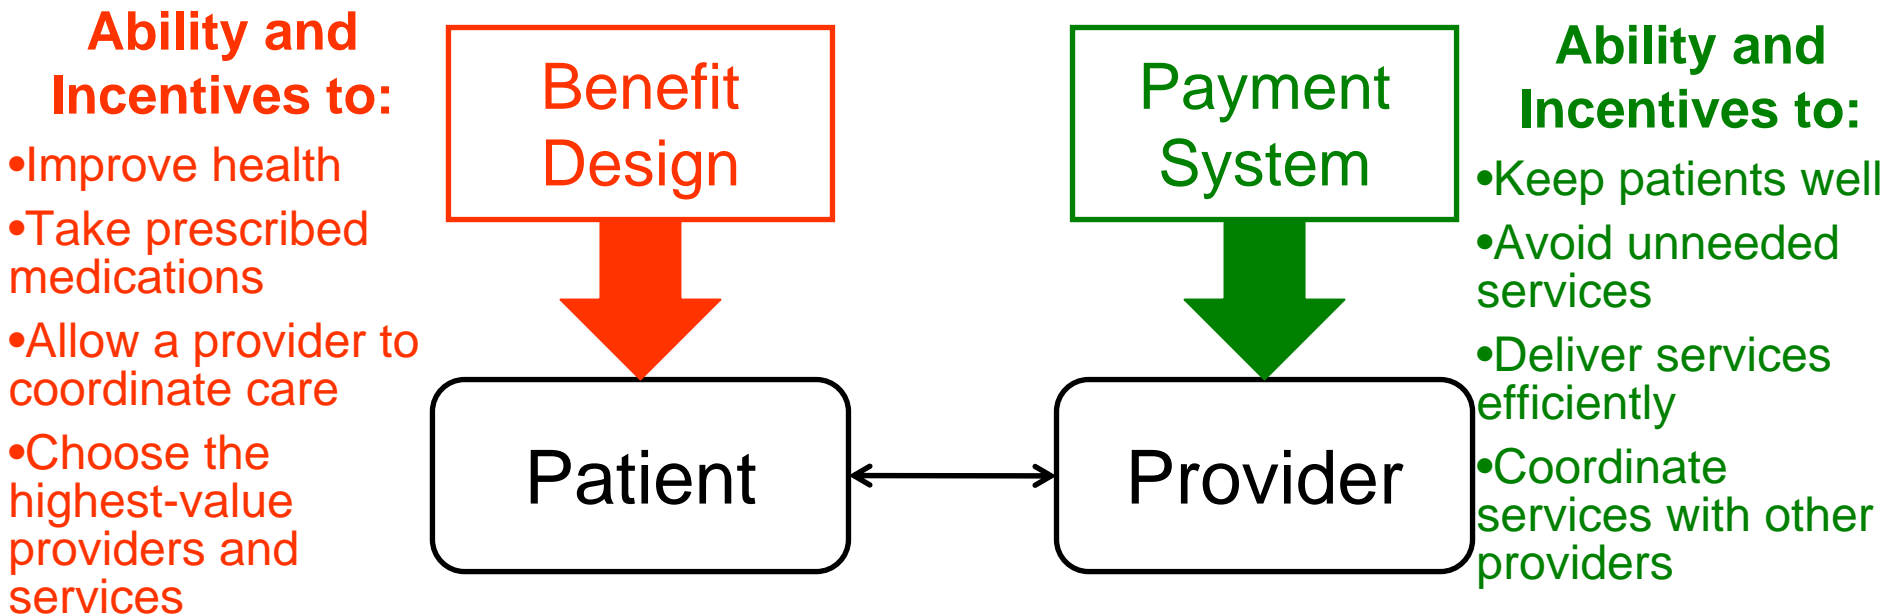 Ability and
Incentives to:
•Improve health
•Take prescribed
medications
•Allow a provider to
coordinate care
•Choose the
highest-value
providers and
services
Benefit
Design
Patient
Payment
System
Provider
Ability and
Incentives to:
•Keep patients well
•Avoid unneeded
services
•Deliver services
efficiently
•Coordinate
services with other
providers